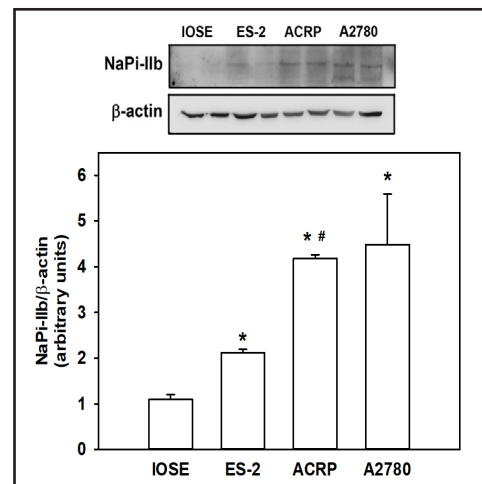 IOSE ES-2 ACRP A2780
NaPi-IIb
β-actin
NaPi-IIb/β-actin
(arbitrary units)
6
5
4
3
2
1
0
*
* #
*
*
IOSE ES-2 ACRP A2780